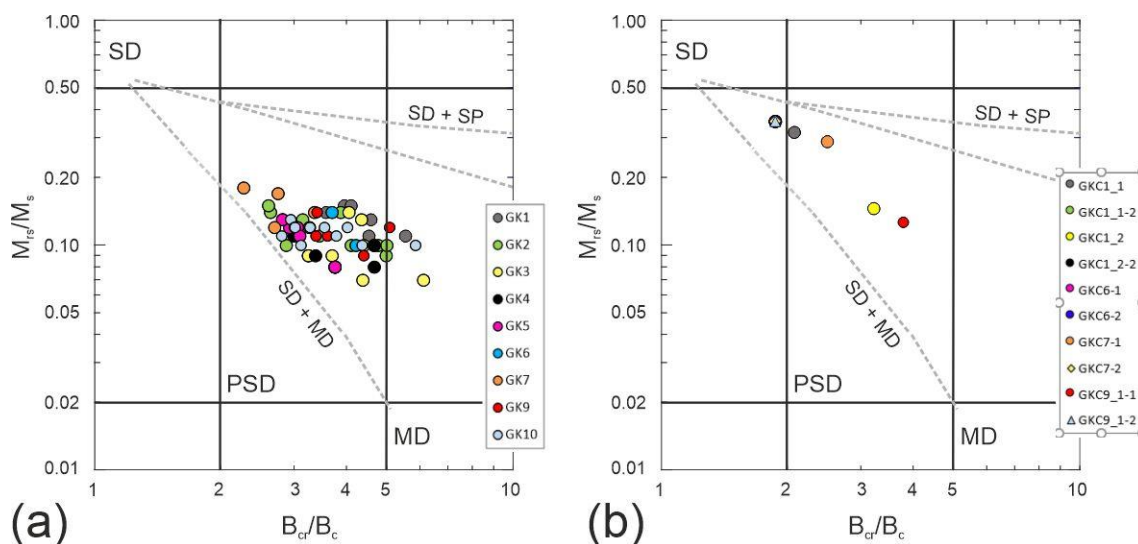 1.00
SD
0.50
SD + SP
0.20
Mrs/Ms
0.10
SD + MD
0.05
PSD
0.02
MD
0.01
1 2 3 4 5 10
Bcr/Bc
(a)
GK1
GK2
GK3
GK4
GK5
GK6
GK7
GK9
GK10
1.00
SD
0.50
SD + SP
0.20
Mrs/Ms
0.10
SD + MD
0.05
PSD
0.02
MD
0.01
1 2 3 4 5 10
Bcr/Bc
(b)
GKC1_1
GKC1_1-2
GKC1_2
GKC1_2-2
GKC6-1
GKC6-2
GKC7-1
GKC7-2
GKC9_1-1
GKC9_1-2